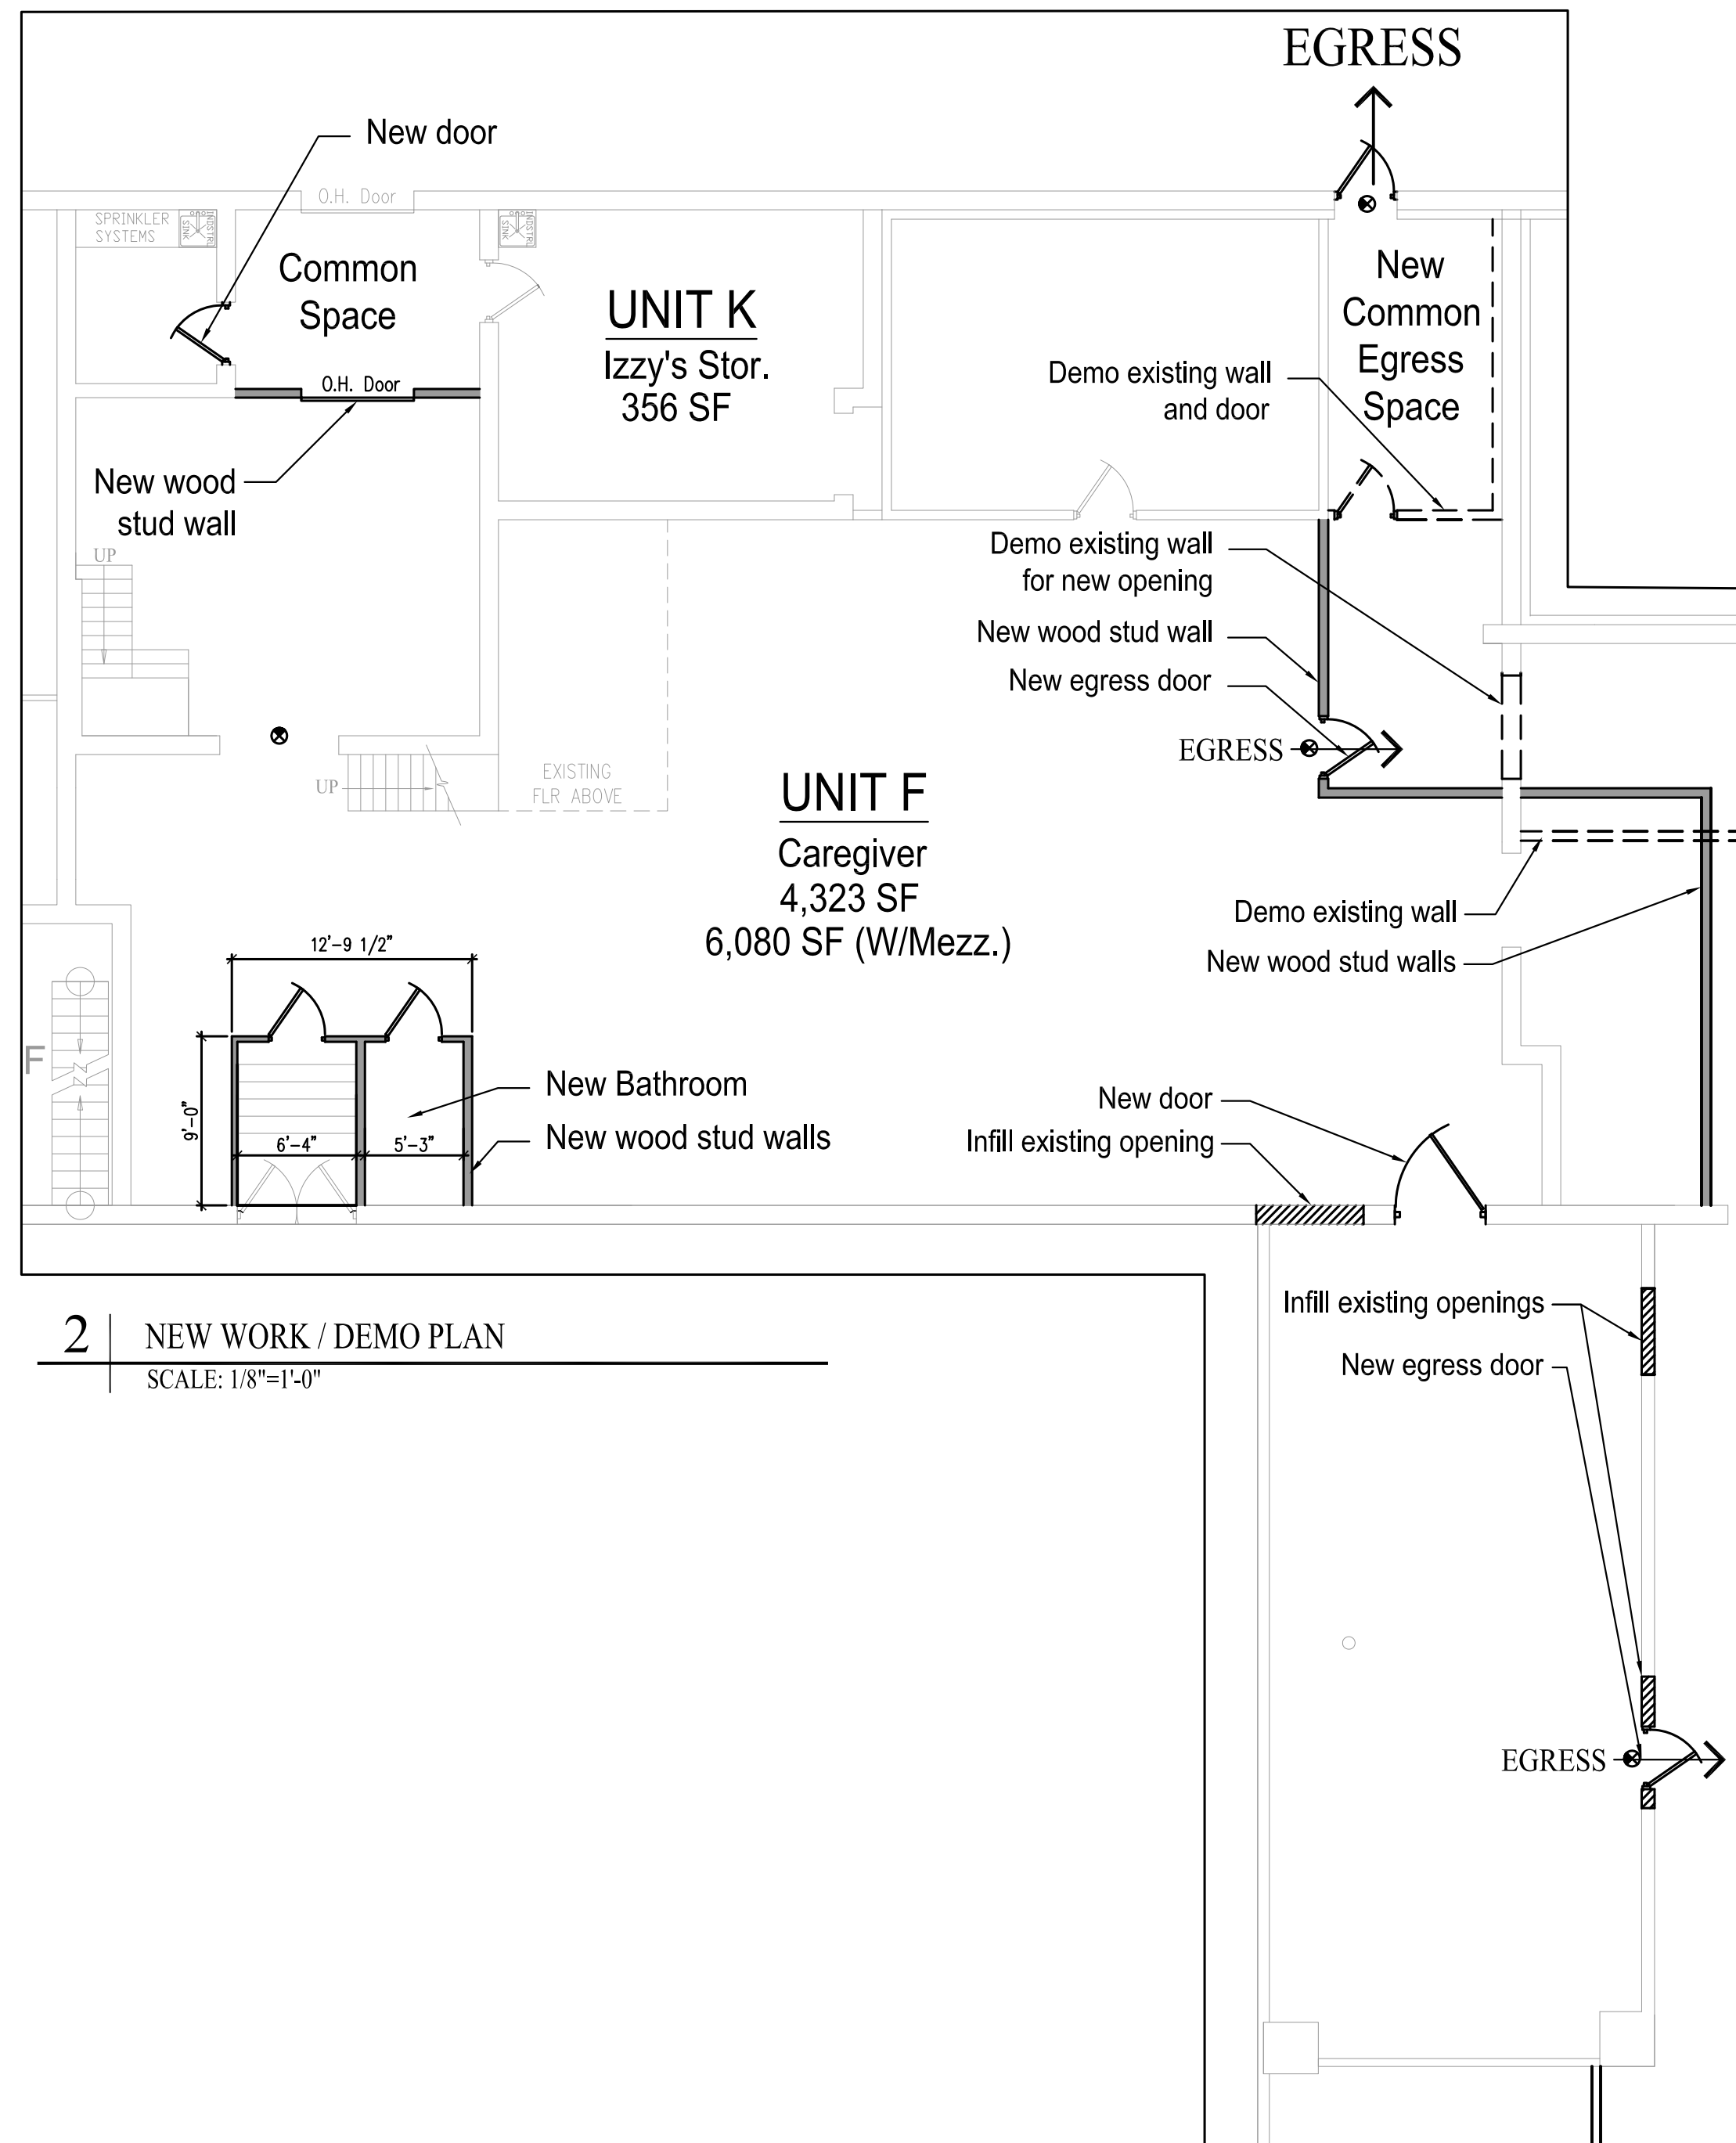 EGRESS
New door
O.H. Door
SPRINKLER
SYSTEMS
INDSTRL
SINK
INDSTRL
SINK
Common
Space
New
Common
Egress
Space
UNIT K
Izzy's Stor.
356 SF
Demo existing wall
and door
O.H. Door
New wood
stud wall
UP
Demo existing wall
for new opening
New wood stud wall
New egress door
EGRESS
UP
EXISTING
FLR ABOVE
UNIT F
Caregiver
4,323 SF
6,080 SF (W/Mezz.)
Demo existing wall
New wood stud walls
12'-9 1/2"
F
9'-0"
6'-4"
5'-3"
New Bathroom
New wood stud walls
New door
Infill existing opening
Infill existing openings
New egress door
2
NEW WORK / DEMO PLAN
SCALE: 1/8"=1'-0"
EGRESS